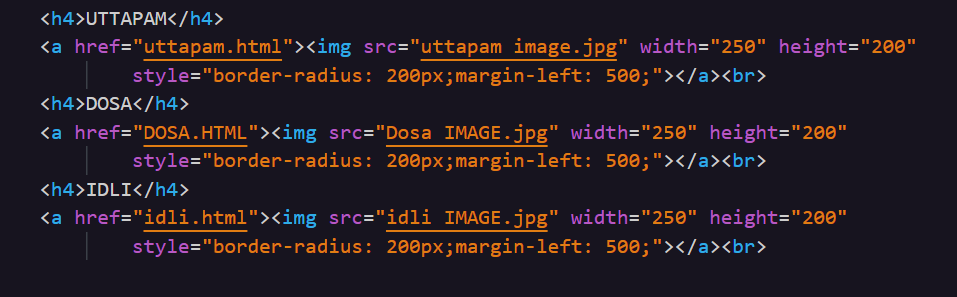 <h4>UTTAPAM</h4>
<a href="uttapam.html"><img src="uttapam image.jpg" width="250" height="200"
style="border-radius: 200px;margin-left: 500;"></a><br>
<h4>DOSA</h4>
<a href="DOSA.HTML"><img src="Dosa IMAGE.jpg" width="250" height="200"
style="border-radius: 200px;margin-left: 500;"></a><br>
<h4>IDLI</h4>
<a href="idli.html"><img src="idli IMAGE.jpg" width="250" height="200"
style="border-radius: 200px;margin-left: 500;"></a><br>